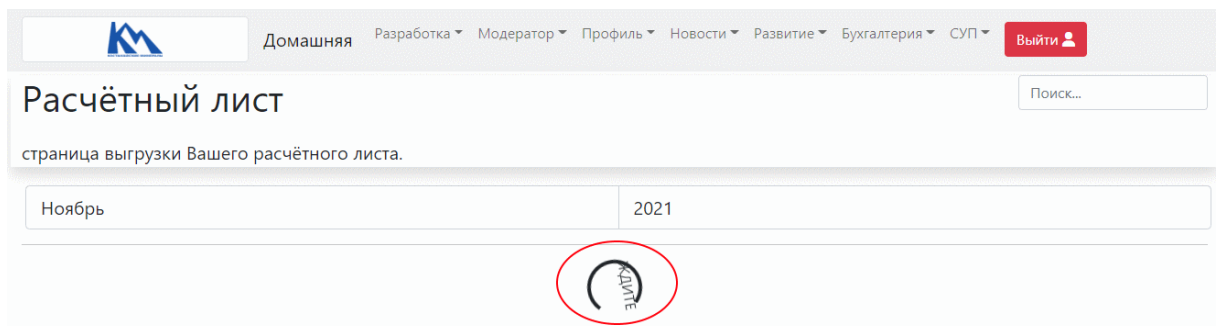 КМ
Домашняя Разработка Модератор Профиль Новости Развитие Бухгалтерия СУП Выйти
Расчётный лист
Поиск...
страница выгрузки Вашего расчётного листа.
Ноябрь 2021
ЖДИТЕ